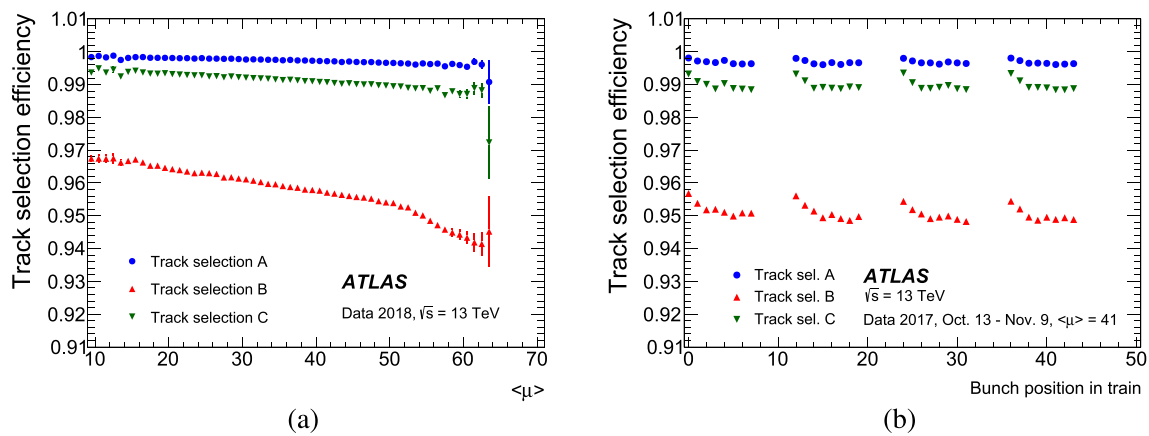 Track selection efficiency
1.01
1
0.99
0.98
0.97
0.96
0.95
0.94
0.93
0.92
0.91
Track selection A
Track selection B
Track selection C
ATLAS
Data 2018, √s = 13 TeV
10 20 30 40 50 60 70
<μ>
(a)
Track selection efficiency
1.01
1
0.99
0.98
0.97
0.96
0.95
0.94
0.93
0.92
0.91
Track sel. A
Track sel. B
Track sel. C
ATLAS
√s = 13 TeV
Data 2017, Oct. 13 - Nov. 9, <μ> = 41
0 10 20 30 40 50
Bunch position in train
(b)